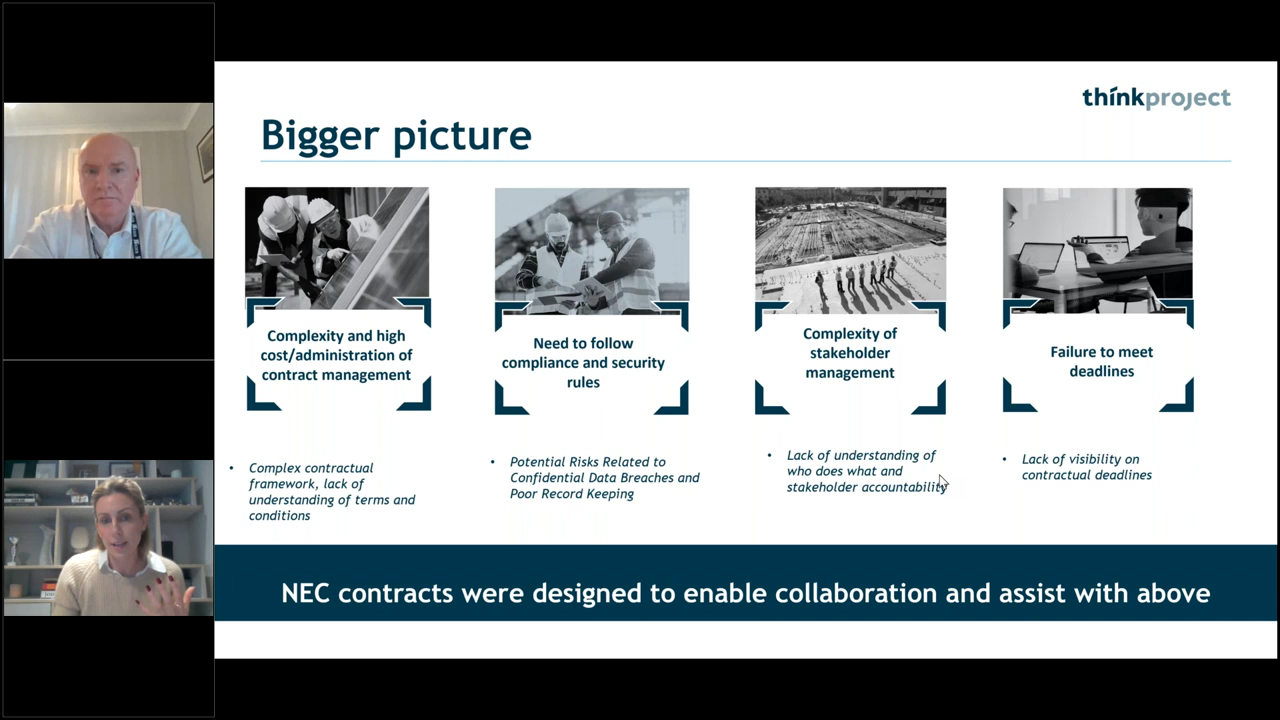 thinkproject
Bigger picture
Complexity and high
cost/administration of
contract management
Need to follow
compliance and security
rules
Complexity of
stakeholder
management
Failure to meet
deadlines
• Complex contractual
framework, lack of
understanding of terms and
conditions
• Potential Risks Related to
Confidential Data Breaches and
Poor Record Keeping
• Lack of understanding of
who does what and
stakeholder accountability
• Lack of visibility on
contractual deadlines
NEC contracts were designed to enable collaboration and assist with above